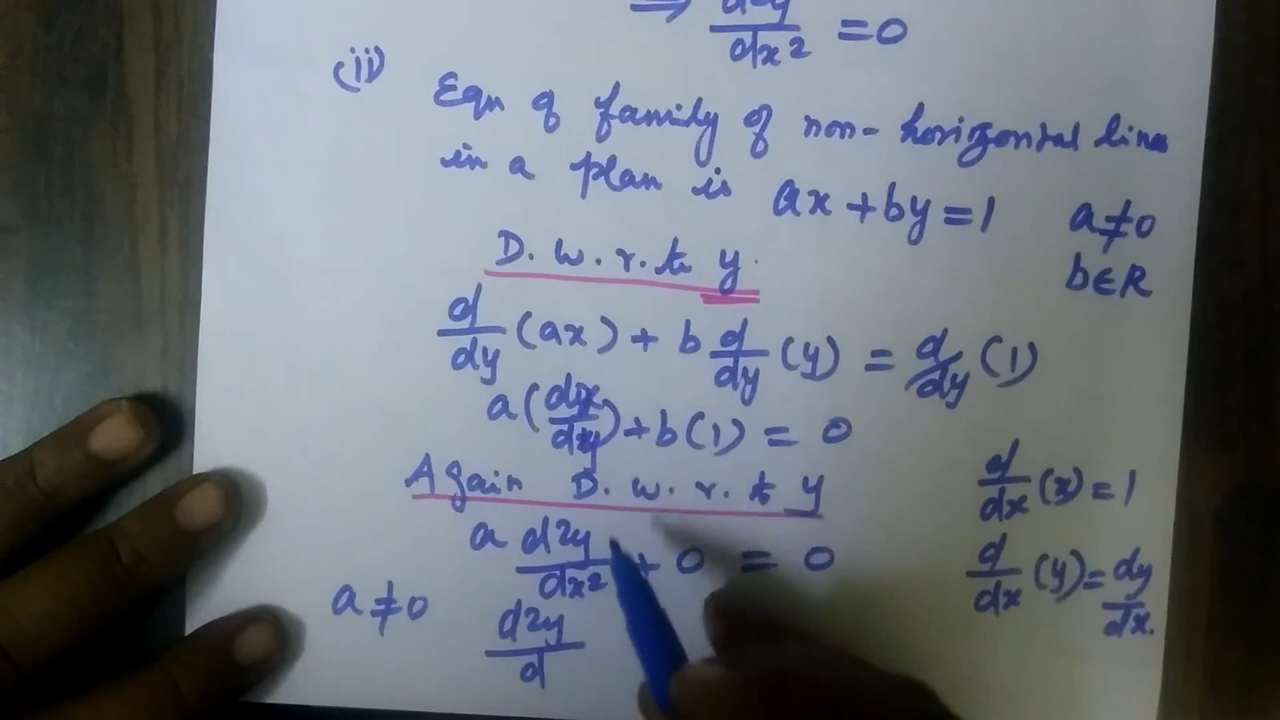 ⇒ d²y/dx² = 0
(ii) Eqn of family of non-horizontal lines
in a plan is ax + by = 1 a ≠ 0
b ∈ R
D. w. r. to y.
d/dy (ax) + b d/dy (y) = d/dy (1)
a(dx/dy) + b(1) = 0
Again D. w. r. to y
d/dx (x) = 1
a d²y/dx² + 0 = 0
d/dx (y) = dy/dx.
a ≠ 0 d²y/d